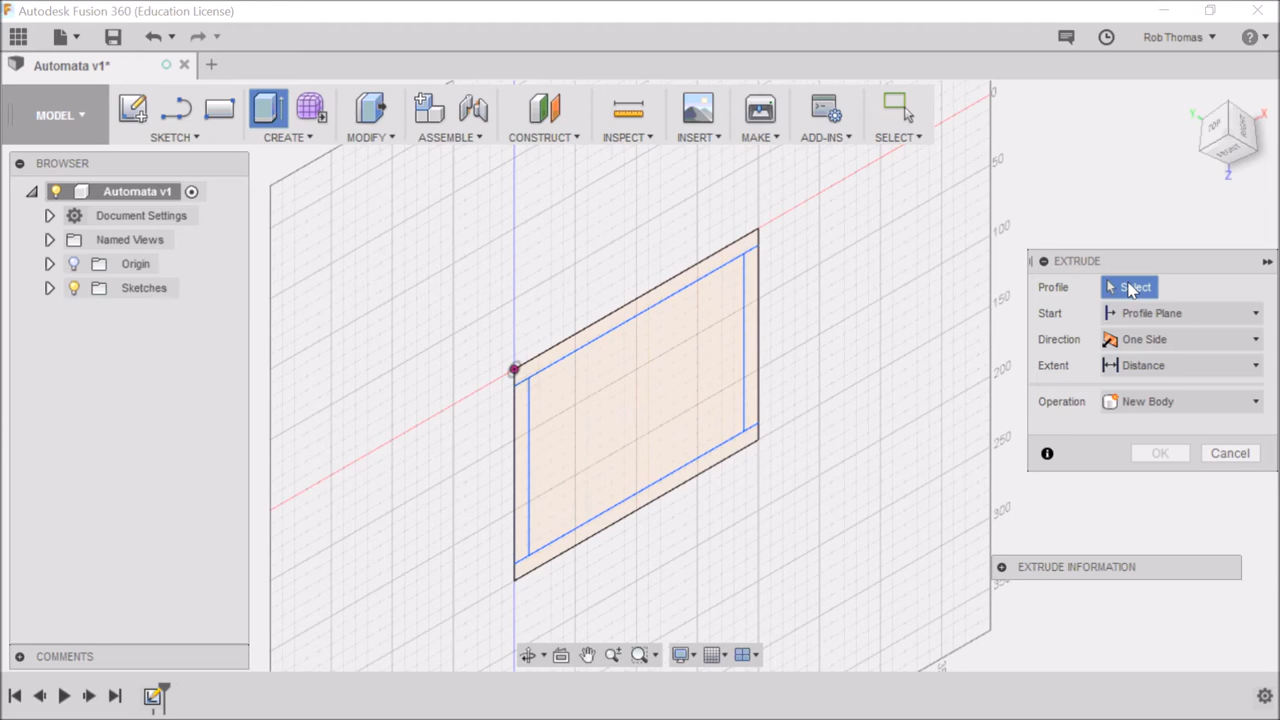 Autodesk Fusion 360 (Education License)
Rob Thomas
Automata v1*
MODEL
SKETCH
CREATE
MODIFY
ASSEMBLE
CONSTRUCT
INSPECT
INSERT
MAKE
ADD-INS
SELECT
BROWSER
Automata v1
Document Settings
Named Views
Origin
Sketches
50
100
150
200
250
300
TOP
Z
Y
X
EXTRUDE
Profile Select
Start Profile Plane
Direction One Side
Extent Distance
Operation New Body
OK Cancel
EXTRUDE INFORMATION
COMMENTS